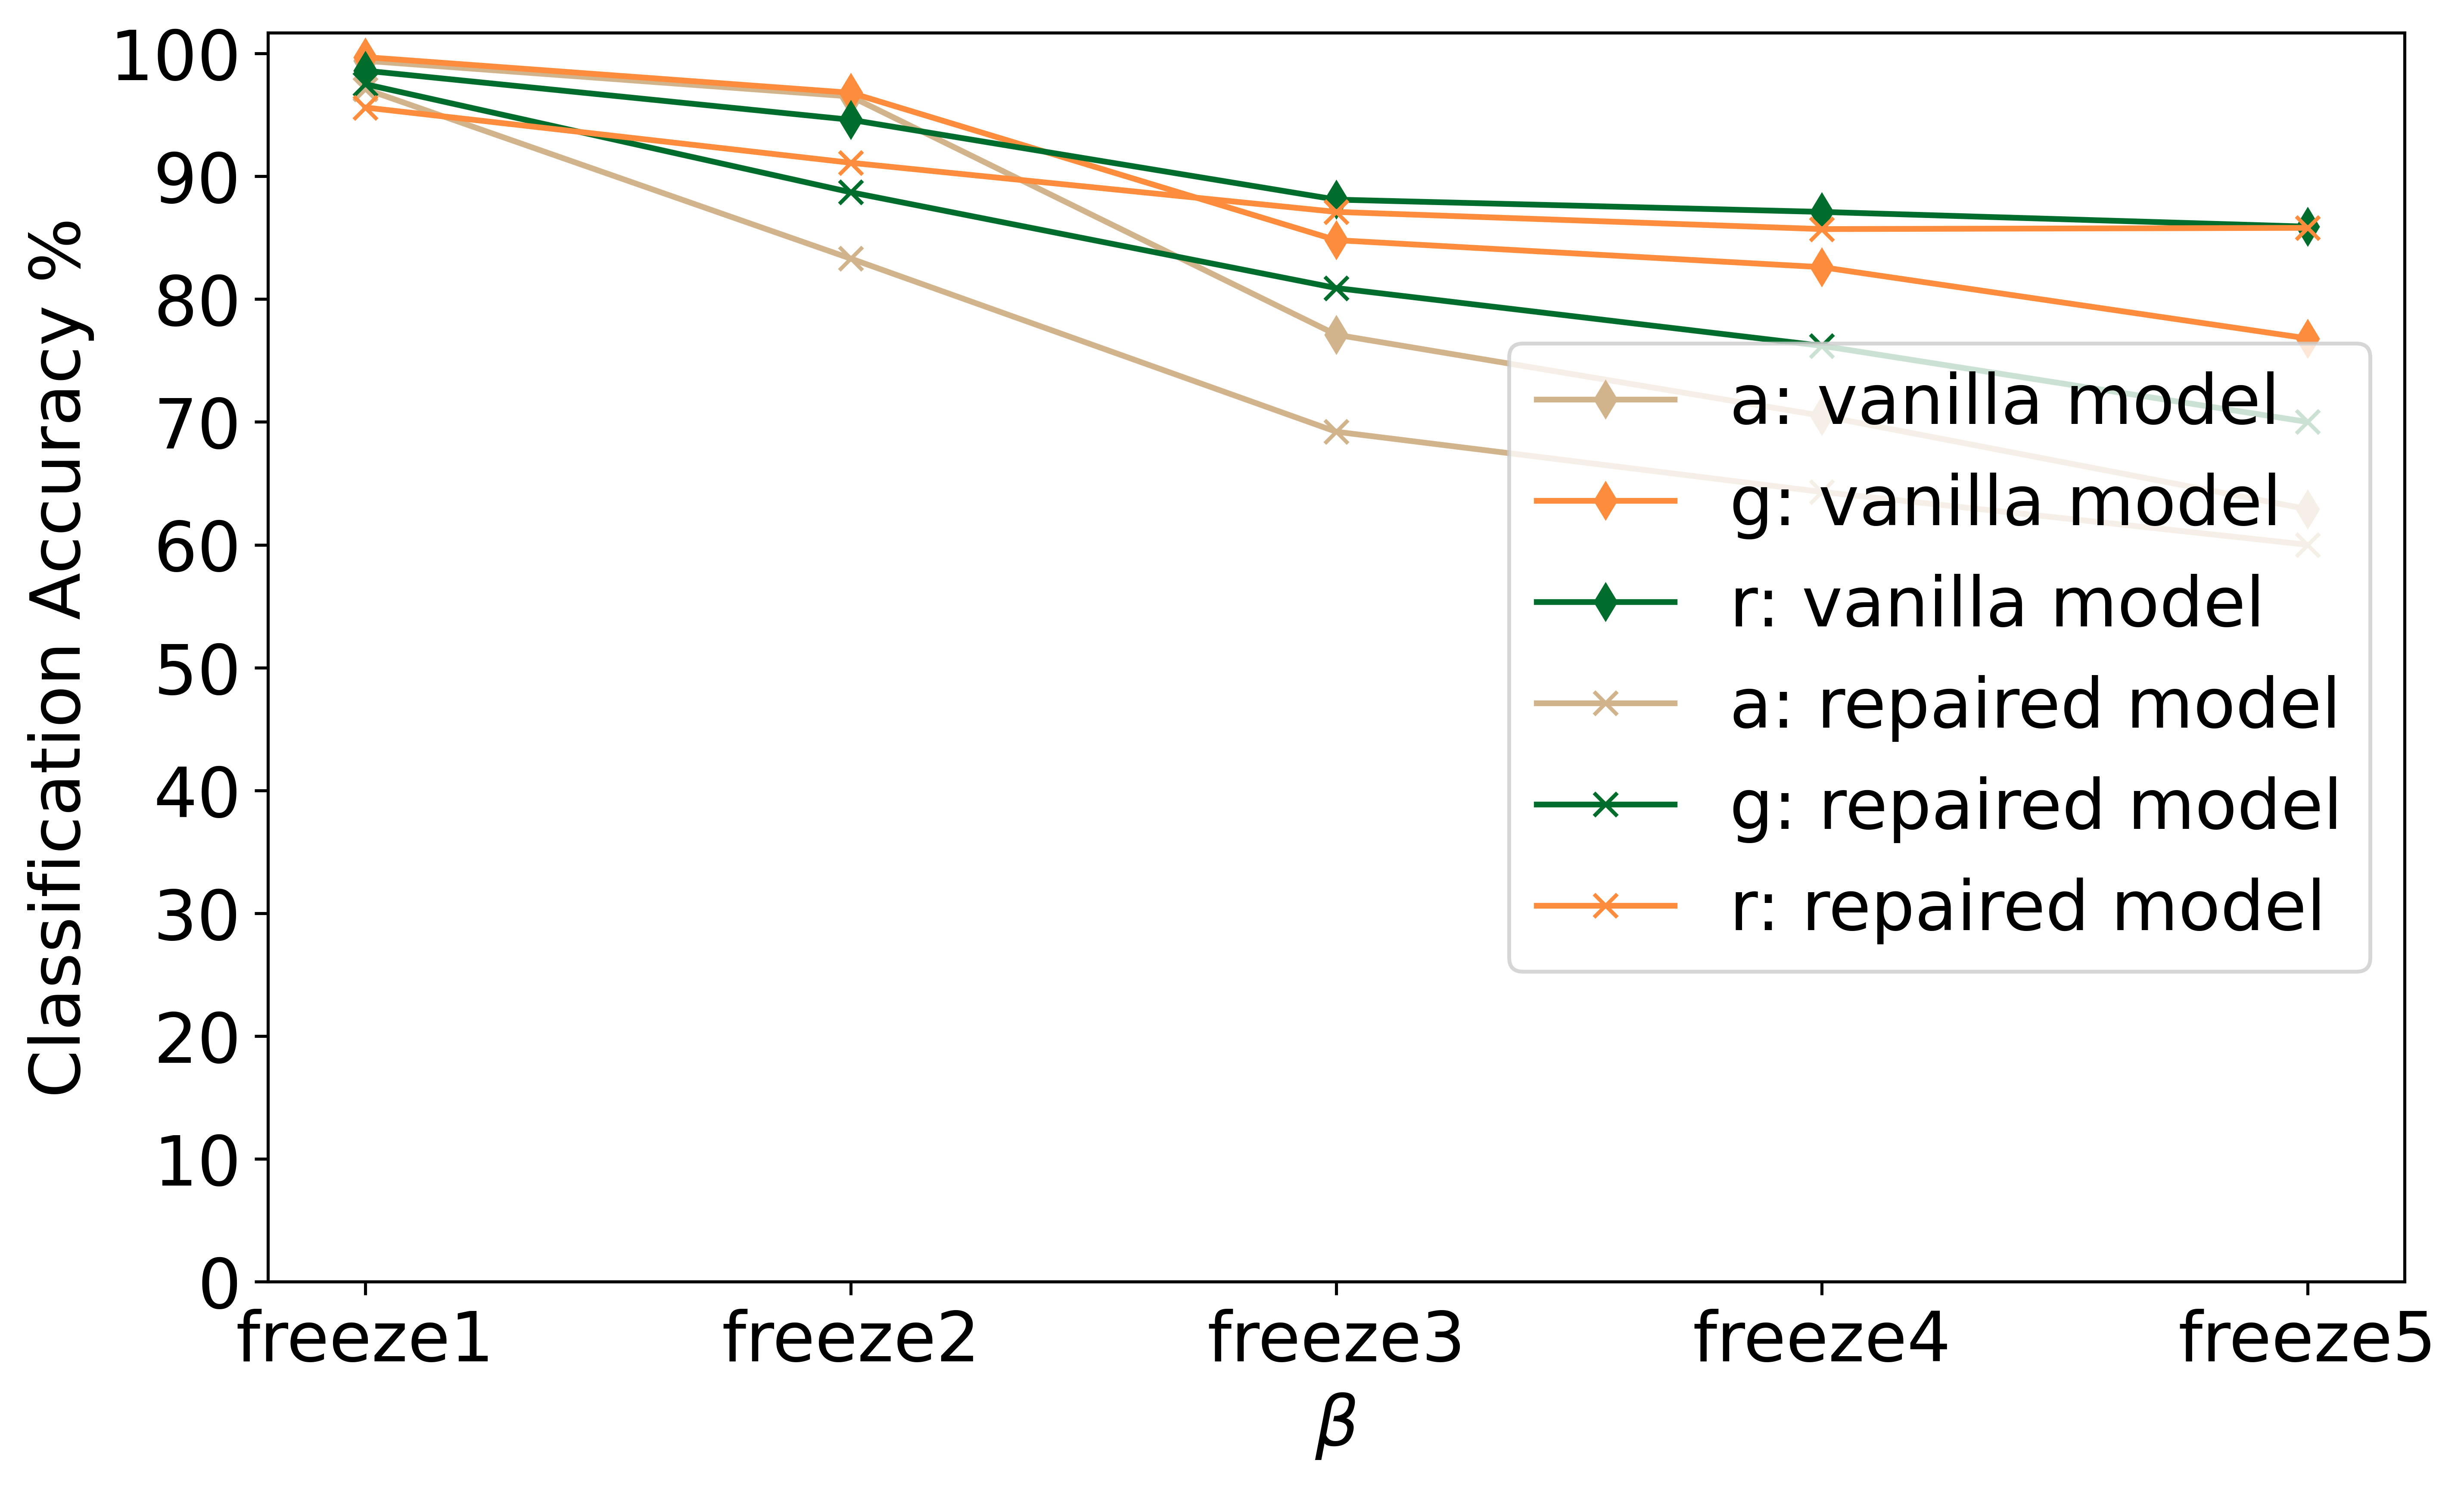 Classification Accuracy %
100
90
80
70
60
50
40
30
20
10
0
a: vanilla model
g: vanilla model
r: vanilla model
a: repaired model
g: repaired model
r: repaired model
freeze1 freeze2 freeze3 freeze4 freeze5
β